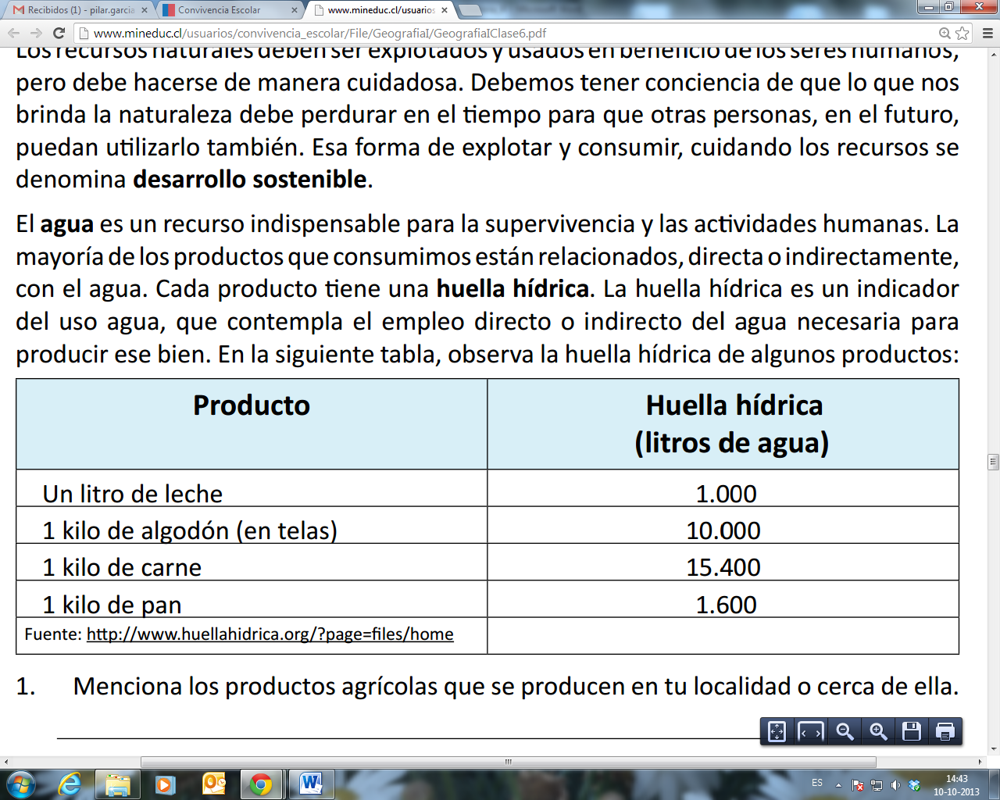 Recibidos (1) - pilar.garcia
Convivencia Escolar
www.mineduc.cl/usuarios
www.mineduc.cl/usuarios/convivencia_escolar/File/GeografiaI/GeografiaIClase6.pdf
Los recursos naturales deben ser explotados y usados en beneficio de los seres humanos,
pero debe hacerse de manera cuidadosa. Debemos tener conciencia de que lo que nos
brinda la naturaleza debe perdurar en el tiempo para que otras personas, en el futuro,
puedan utilizarlo también. Esa forma de explotar y consumir, cuidando los recursos se
denomina desarrollo sostenible.
El agua es un recurso indispensable para la supervivencia y las actividades humanas. La
mayoría de los productos que consumimos están relacionados, directa o indirectamente,
con el agua. Cada producto tiene una huella hídrica. La huella hídrica es un indicador
del uso agua, que contempla el empleo directo o indirecto del agua necesaria para
producir ese bien. En la siguiente tabla, observa la huella hídrica de algunos productos:
Producto
Huella hídrica
(litros de agua)
Un litro de leche 1.000
1 kilo de algodón (en telas) 10.000
1 kilo de carne 15.400
1 kilo de pan 1.600
Fuente: http://www.huellahidrica.org/?page=files/home
1. Menciona los productos agrícolas que se producen en tu localidad o cerca de ella.
ES
14:43
10-10-2013